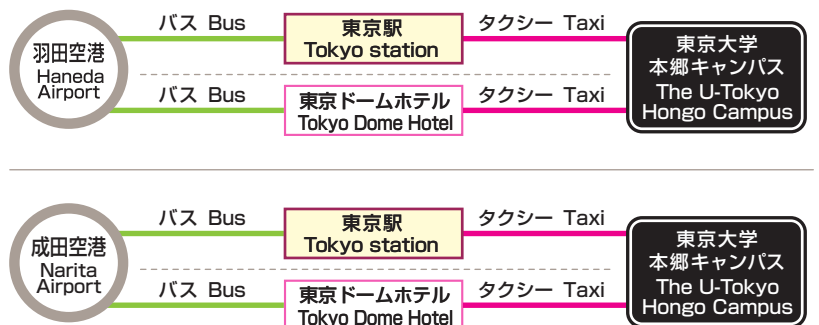 羽田空港
Haneda
Airport
バス Bus
東京駅
Tokyo station
タクシー Taxi
バス Bus
東京ドームホテル
Tokyo Dome Hotel
タクシー Taxi
東京大学
本郷キャンパス
The U-Tokyo
Hongo Campus
成田空港
Narita
Airport
バス Bus
東京駅
Tokyo station
タクシー Taxi
バス Bus
東京ドームホテル
Tokyo Dome Hotel
タクシー Taxi
東京大学
本郷キャンパス
The U-Tokyo
Hongo Campus